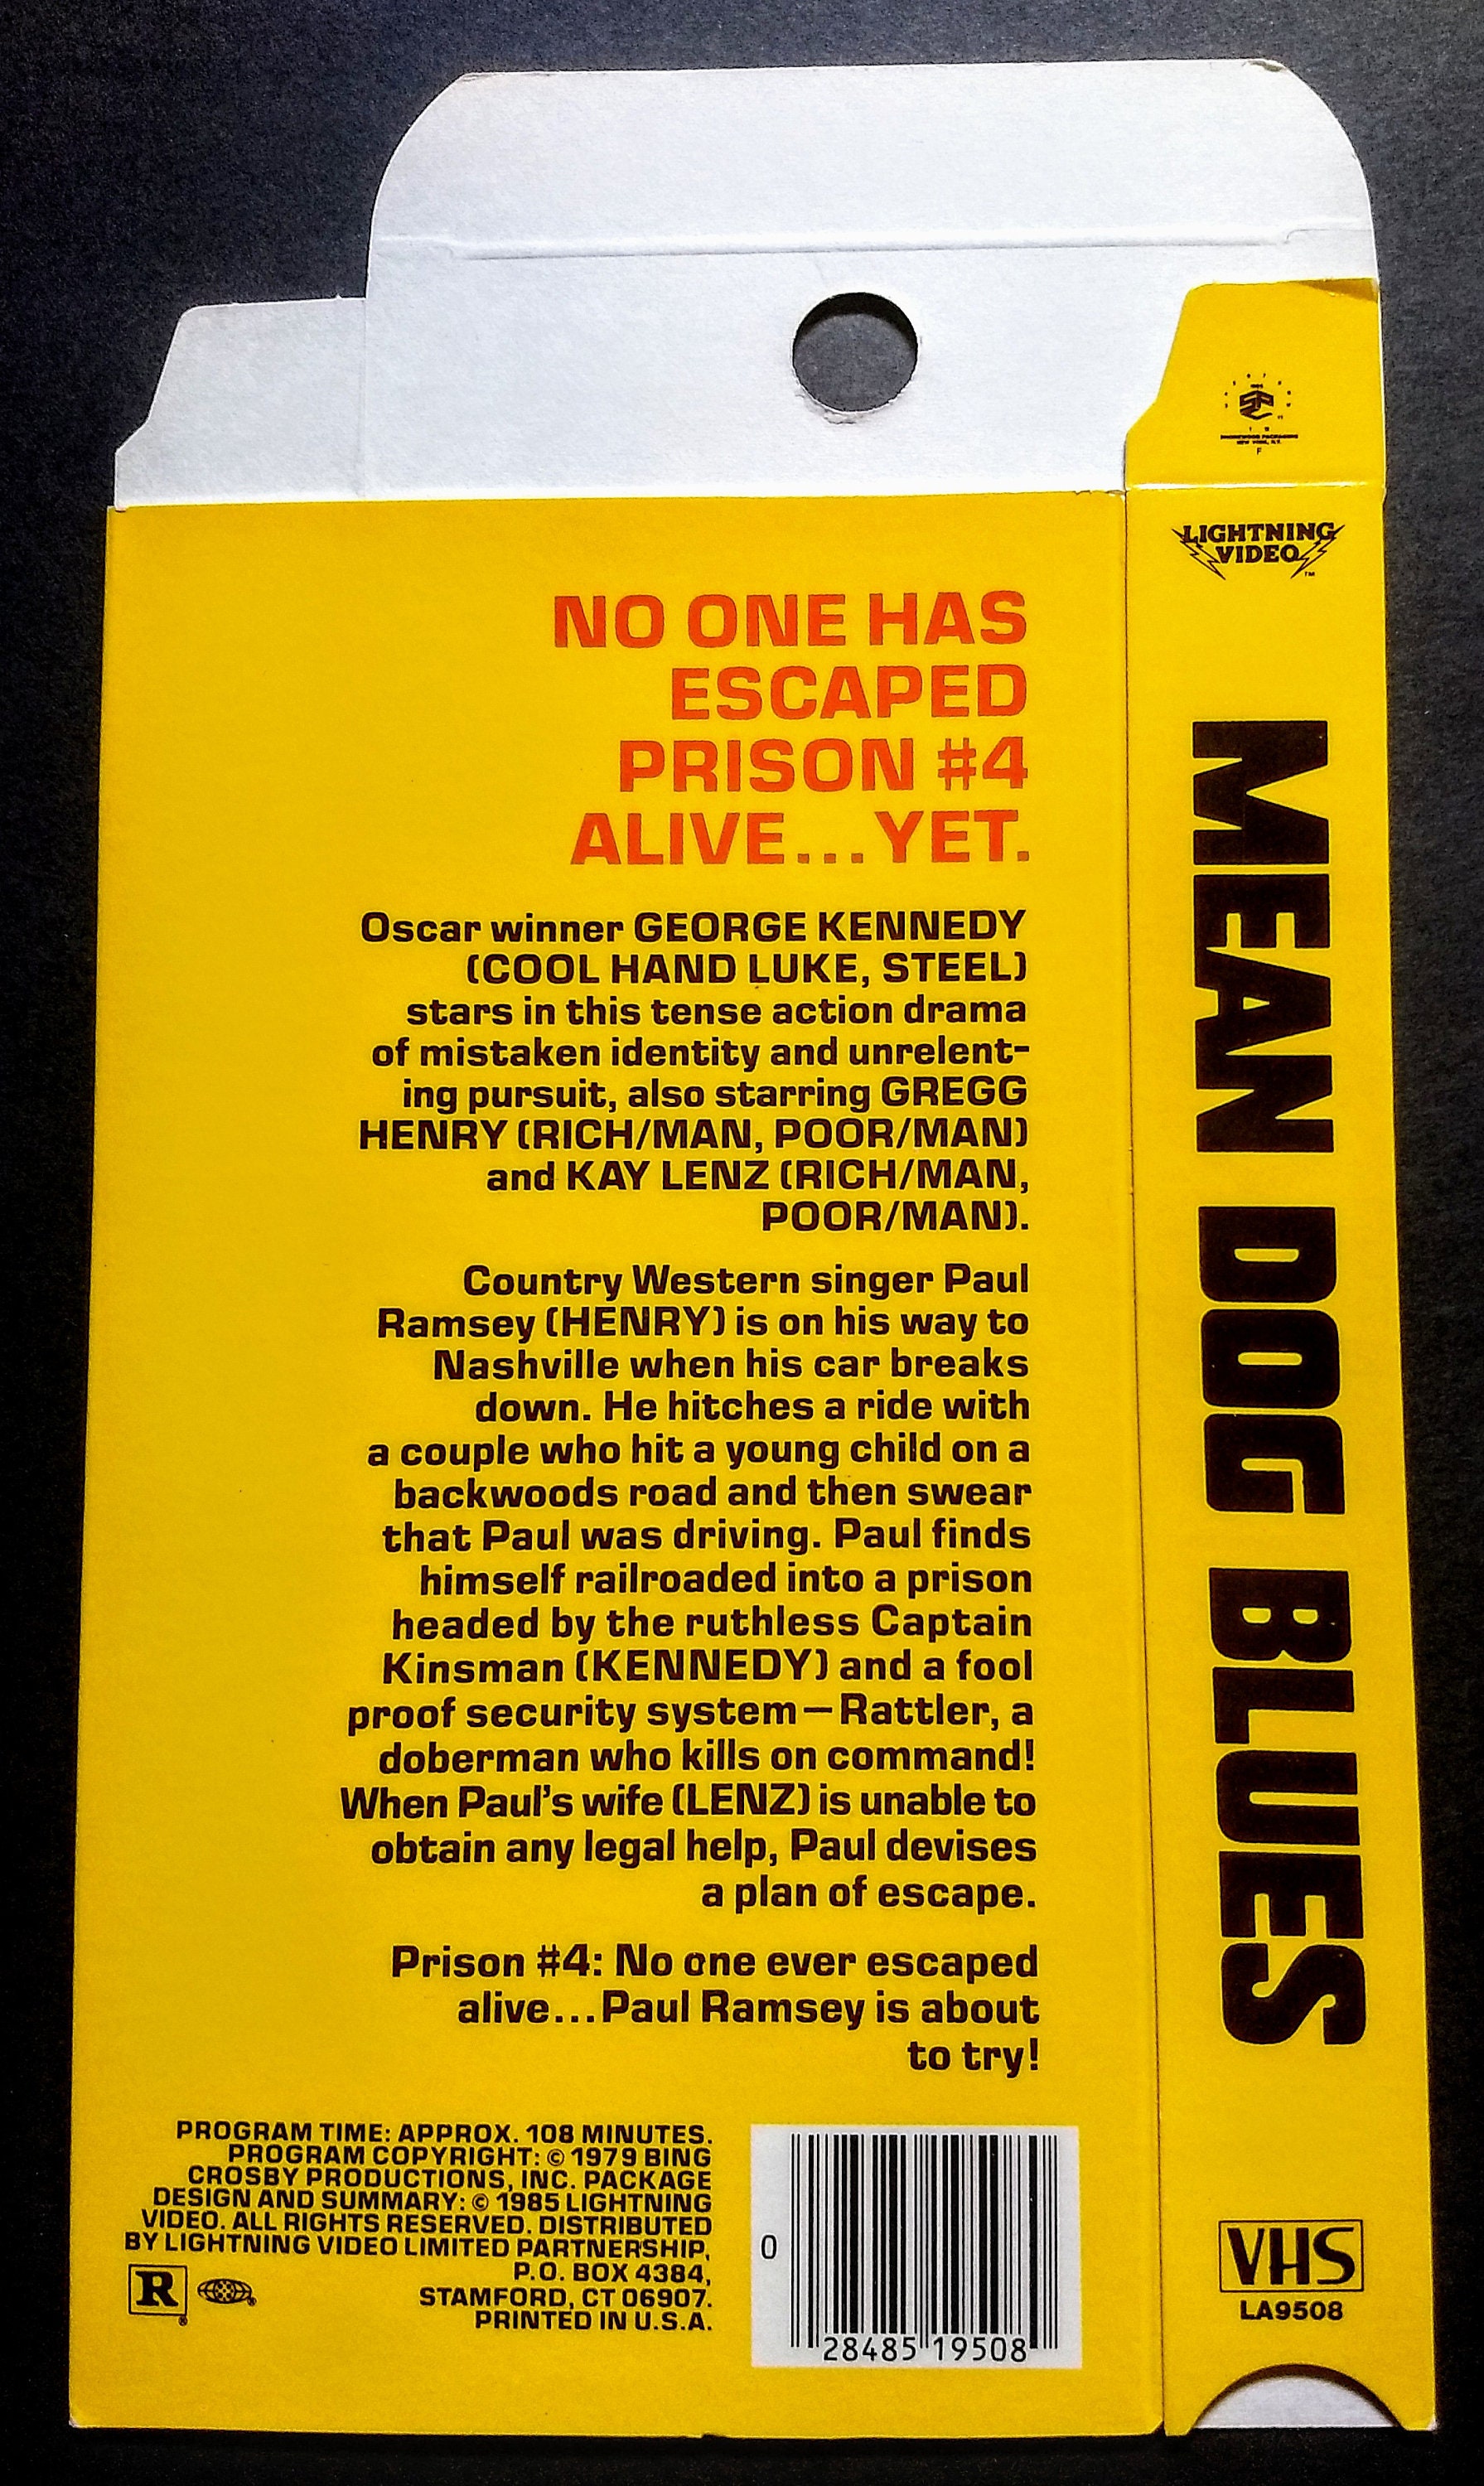 NO ONE HAS
ESCAPED
PRISON #4
ALIVE...YET.
Oscar winner GEORGE KENNEDY
(COOL HAND LUKE, STEEL)
stars in this tense action drama
of mistaken identity and unrelent-
ing pursuit, also starring GREGG
HENRY (RICH/MAN, POOR/MAN)
and KAY LENZ (RICH/MAN,
POOR/MAN).
Country Western singer Paul
Ramsey (HENRY) is on his way to
Nashville when his car breaks
down. He hitches a ride with
a couple who hit a young child on a
backwoods road and then swear
that Paul was driving. Paul finds
himself railroaded into a prison
headed by the ruthless Captain
Kinsman (KENNEDY) and a fool
proof security system—Rattler, a
doberman who kills on command!
When Paul's wife (LENZ) is unable to
obtain any legal help, Paul devises
a plan of escape.
Prison #4: No one ever escaped
alive...Paul Ramsey is about
to try!
PROGRAM TIME: APPROX. 108 MINUTES.
PROGRAM COPYRIGHT: © 1979 BING
CROSBY PRODUCTIONS, INC. PACKAGE
DESIGN AND SUMMARY: © 1985 LIGHTNING
VIDEO. ALL RIGHTS RESERVED. DISTRIBUTED
BY LIGHTNING VIDEO LIMITED PARTNERSHIP,
P.O. BOX 4384,
STAMFORD, CT 06907.
PRINTED IN U.S.A.
R ®
0
28485 19508
LIGHTNING
VIDEO ™
MEAN DOG BLUES
VHS
LA9508